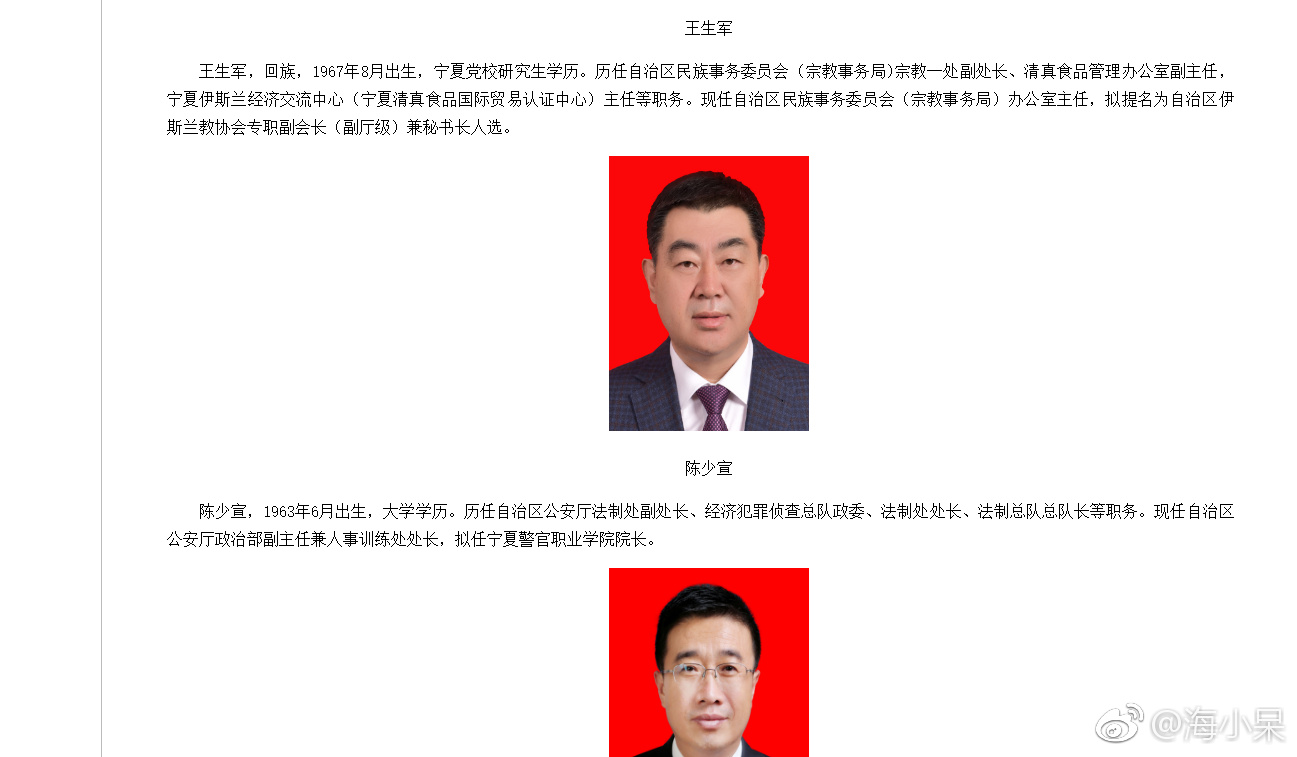 王生军
王生军，回族，1967年8月出生，宁夏党校研究生学历。历任自治区民族事务委员会（宗教事务局)宗教一处副处长、清真食品管理办公室副主任，
宁夏伊斯兰经济交流中心（宁夏清真食品国际贸易认证中心）主任等职务。现任自治区民族事务委员会（宗教事务局）办公室主任，拟提名为自治区伊
斯兰教协会专职副会长（副厅级）兼秘书长人选。
陈少宣
陈少宣，1963年6月出生，大学学历。历任自治区公安厅法制处副处长、经济犯罪侦查总队政委、法制处处长、法制总队总队长等职务。现任自治区
公安厅政治部副主任兼人事训练处处长，拟任宁夏警官职业学院院长。
@海小呆